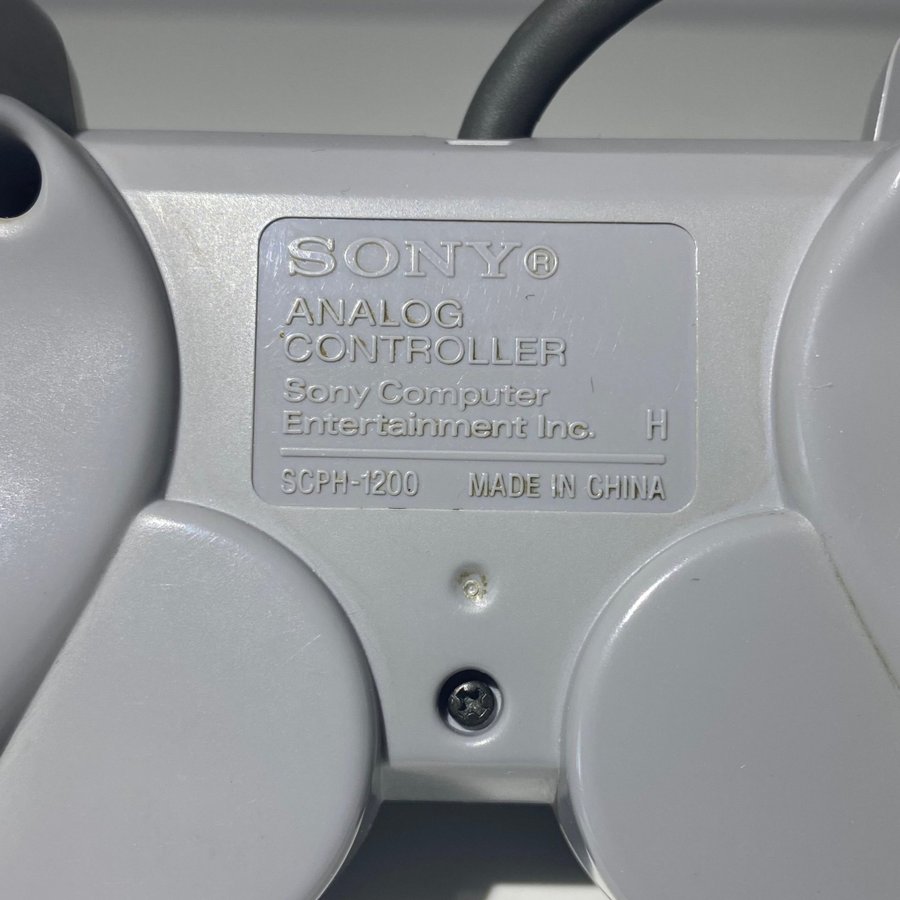 SONY®
ANALOG
CONTROLLER
Sony Computer
Entertainment Inc. H
SCPH-1200 MADE IN CHINA